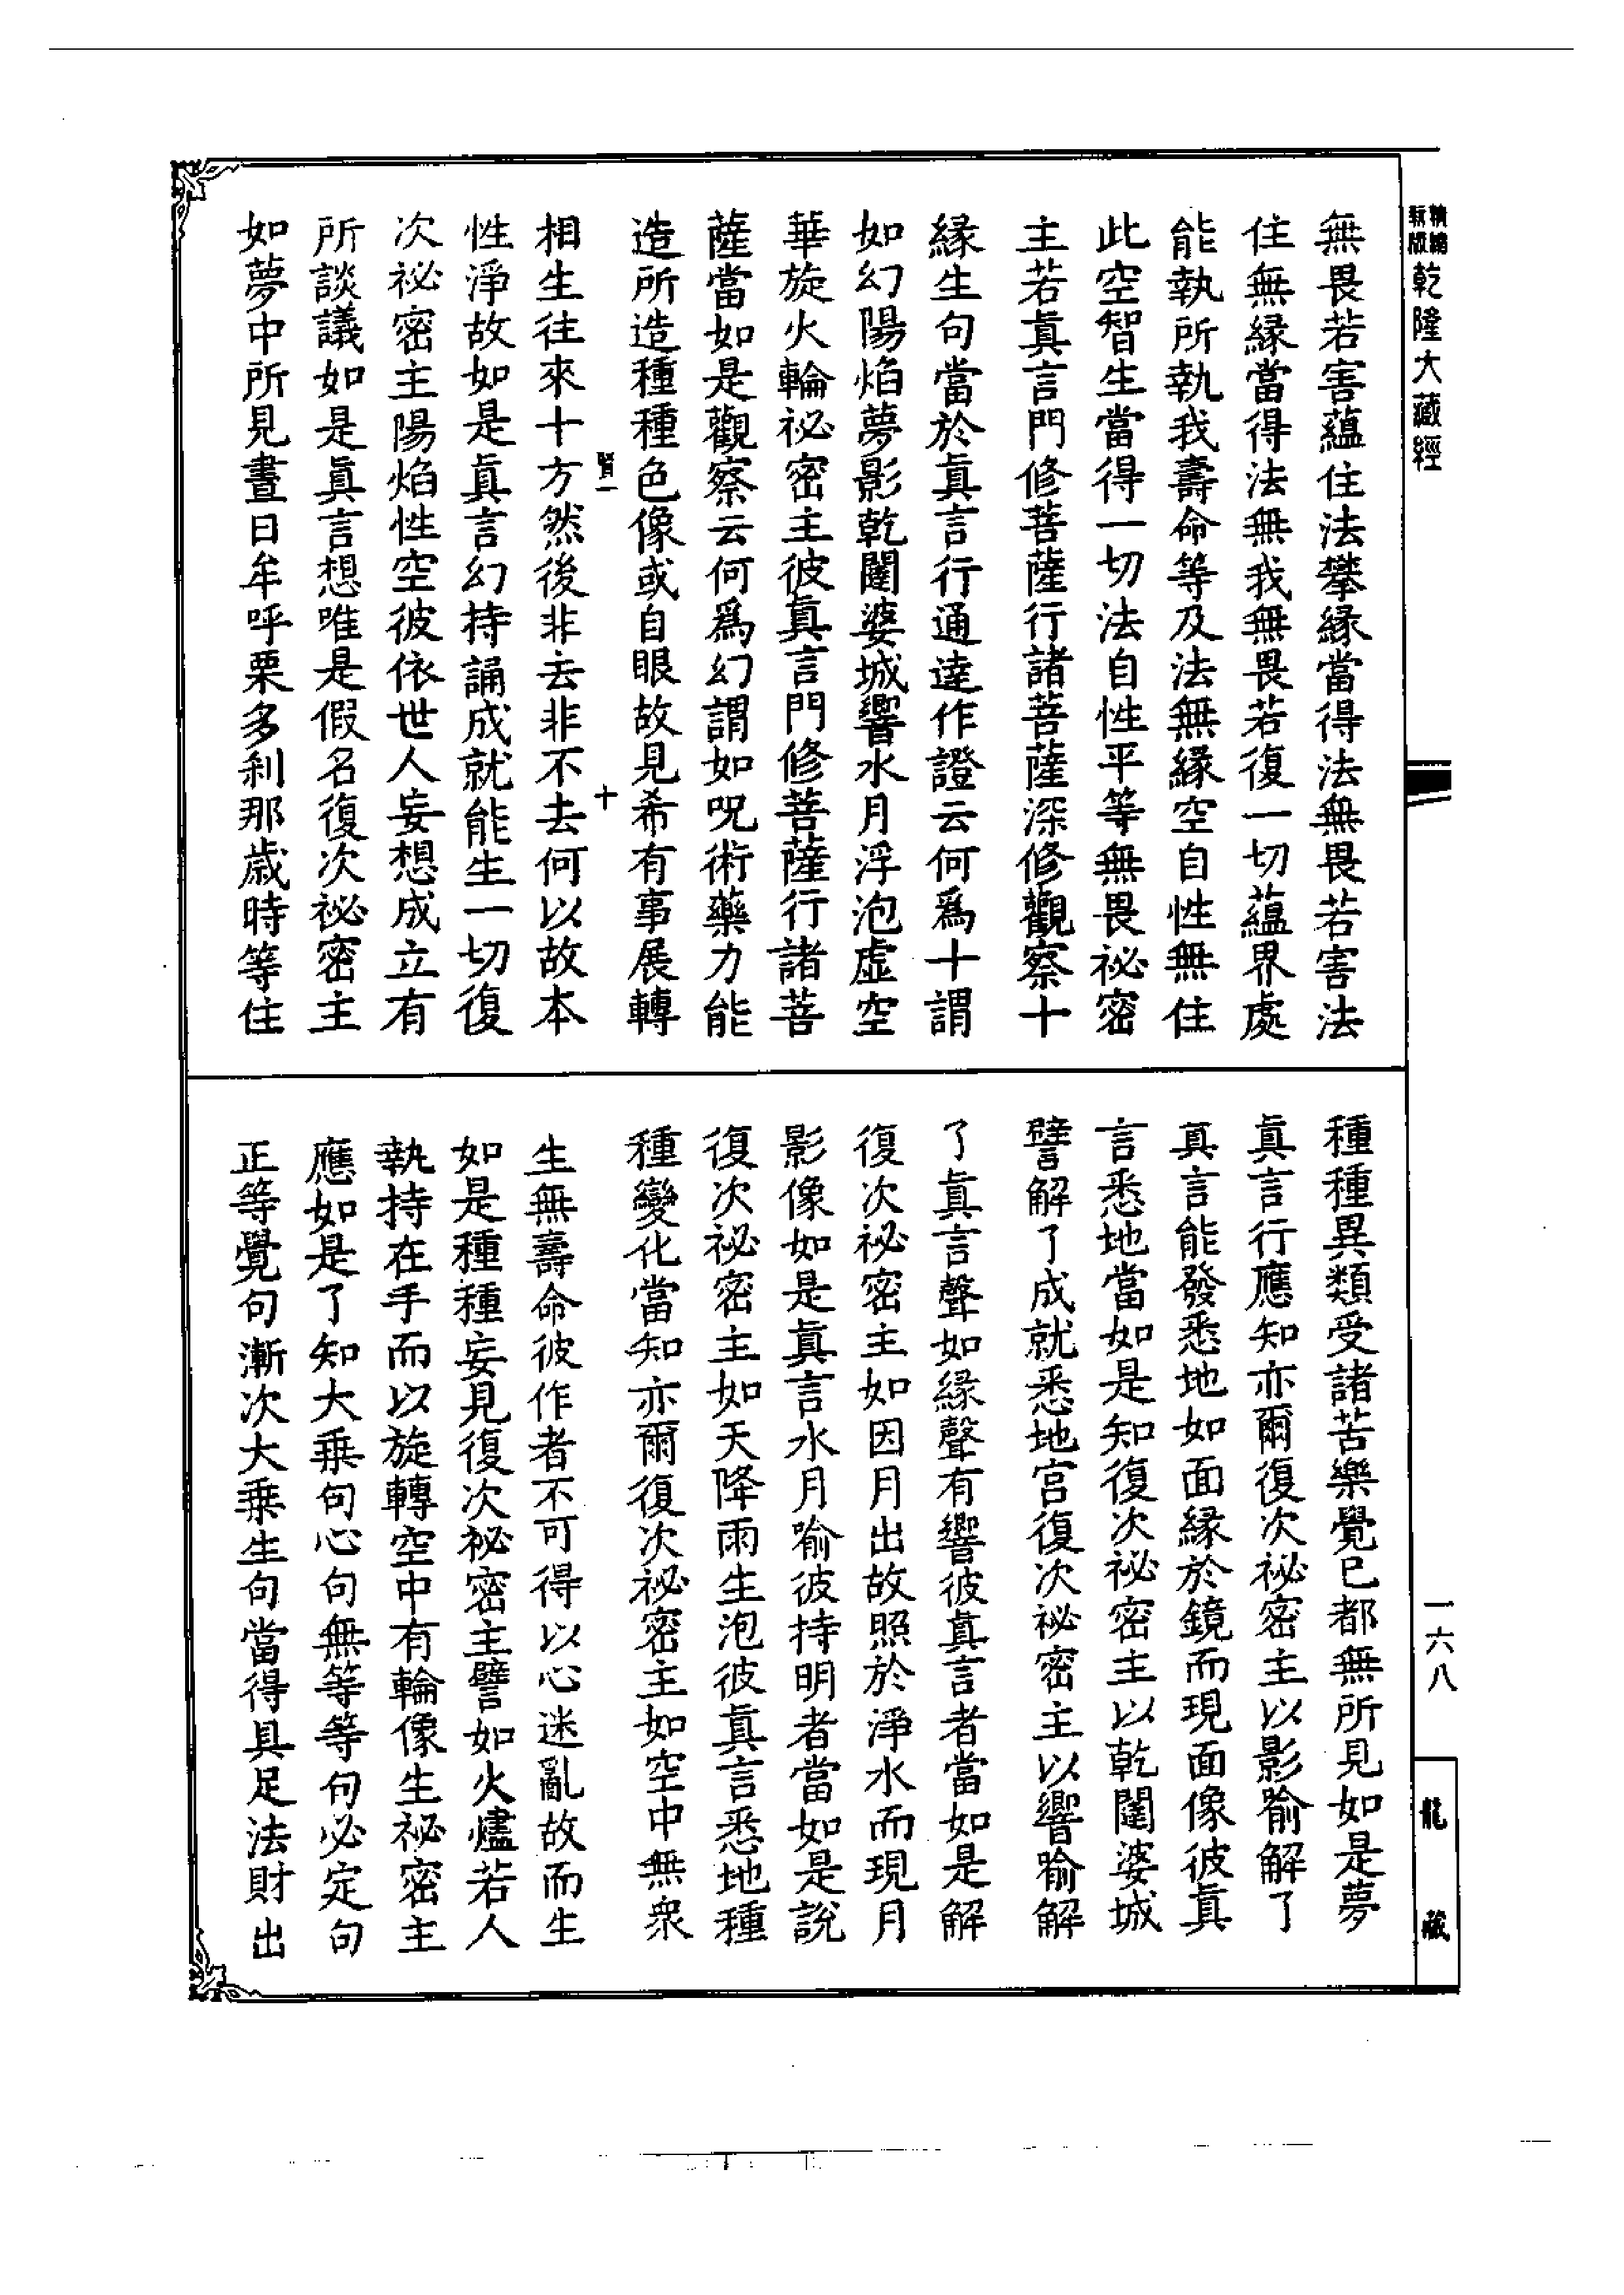 精編
新版
乾隆大藏經
無畏若害蘊住法攀緣當得法無畏若害法
住無緣當得法無我無畏若復一切蘊界處
能執所執我壽命等及法無緣空自性無住
此空智生當得一切法自性平等無畏祕密
主若眞言門修菩薩行諸菩薩深修觀察十
緣生句當於眞言行通達作證云何爲十謂
如幻陽焰夢影乾闥婆城響水月浮泡虛空
華旋火輪祕密主彼眞言門修菩薩行諸菩
薩當如是觀察云何爲幻謂如呪術藥力能
造所造種種色像或自眼故見希有事展轉
賢一
十
相生往來十方然後非去非不去何以故本
性淨故如是眞言幻持誦成就能生一切復
次祕密主陽焰性空彼依世人妄想成立有
所談議如是眞言想唯是假名復次祕密主
如夢中所見晝日牟呼栗多刹那歲時等住
種種異類受諸苦樂覺已都無所見如是夢
眞言行應知亦爾復次祕密主以影喻解了
眞言能發悉地如面緣於鏡而現面像彼眞
言悉地當如是知復次祕密主以乾闥婆城
譬解了成就悉地宮復次祕密主以響喻解
了眞言聲如緣聲有響彼眞言者當如是解
復次祕密主如因月出故照於淨水而現月
影像如是眞言水月喻彼持明者當如是說
復次祕密主如天降雨生泡彼眞言悉地種
種變化當知亦爾復次祕密主如空中無衆
生無壽命彼作者不可得以心迷亂故而生
如是種種妄見復次祕密主譬如火燼若人
執持在手而以旋轉空中有輪像生祕密主
應如是了知大乘句心句無等等句必定句
正等覺句漸次大乘生句當得具足法財出
一六八
龍藏